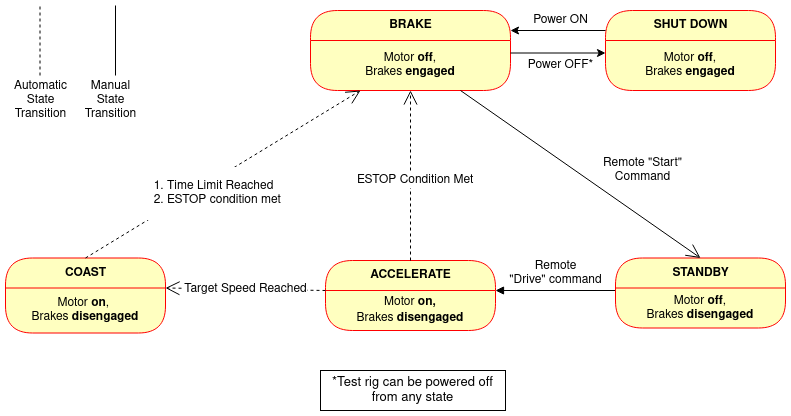 BRAKE
Motor off,
Brakes engaged
Power ON
Power OFF*
SHUT DOWN
Motor off,
Brakes engaged
Automatic
State
Transition
Manual
State
Transition
1. Time Limit Reached
2. ESTOP condition met
ESTOP Condition Met
Remote "Start"
Command
COAST
Motor on,
Brakes disengaged
Target Speed Reached
ACCELERATE
Motor on,
Brakes disengaged
Remote
"Drive" command
STANDBY
Motor off,
Brakes disengaged
*Test rig can be powered off
from any state